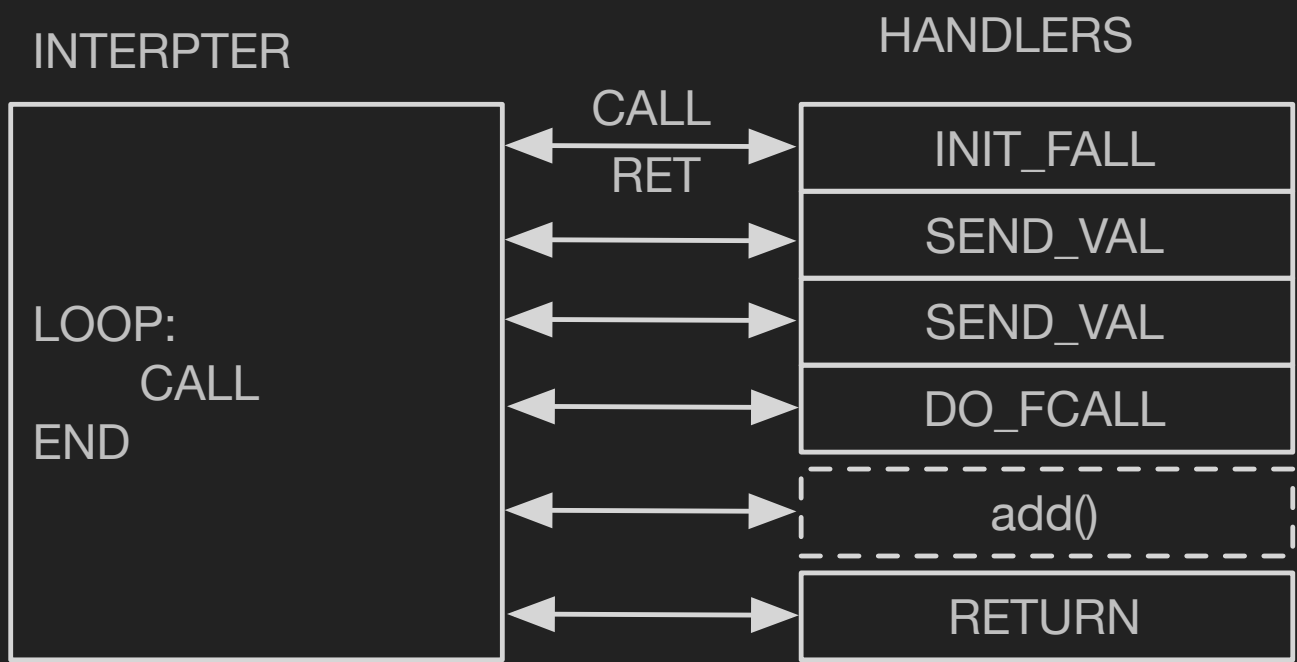 INTERPTER
HANDLERS
CALL
RET
LOOP:
CALL
END
INIT_FALL
SEND_VAL
SEND_VAL
DO_FCALL
add()
RETURN